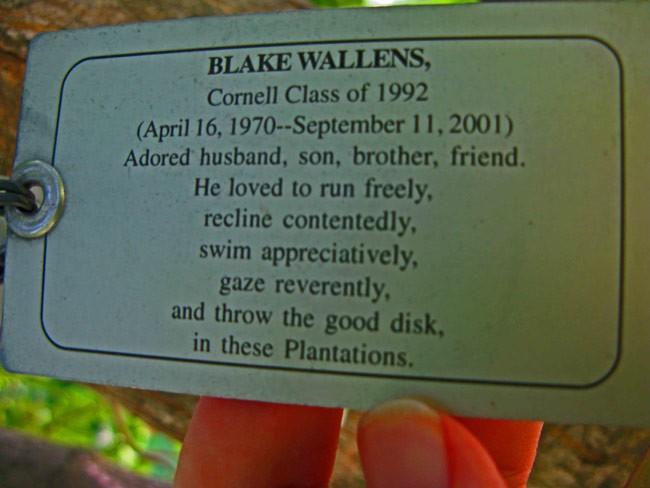 BLAKE WALLENS,
Cornell Class of 1992
(April 16, 1970--September 11, 2001)
Adored husband, son, brother, friend.
He loved to run freely,
recline contentedly,
swim appreciatively,
gaze reverently,
and throw the good disk,
in these Plantations.